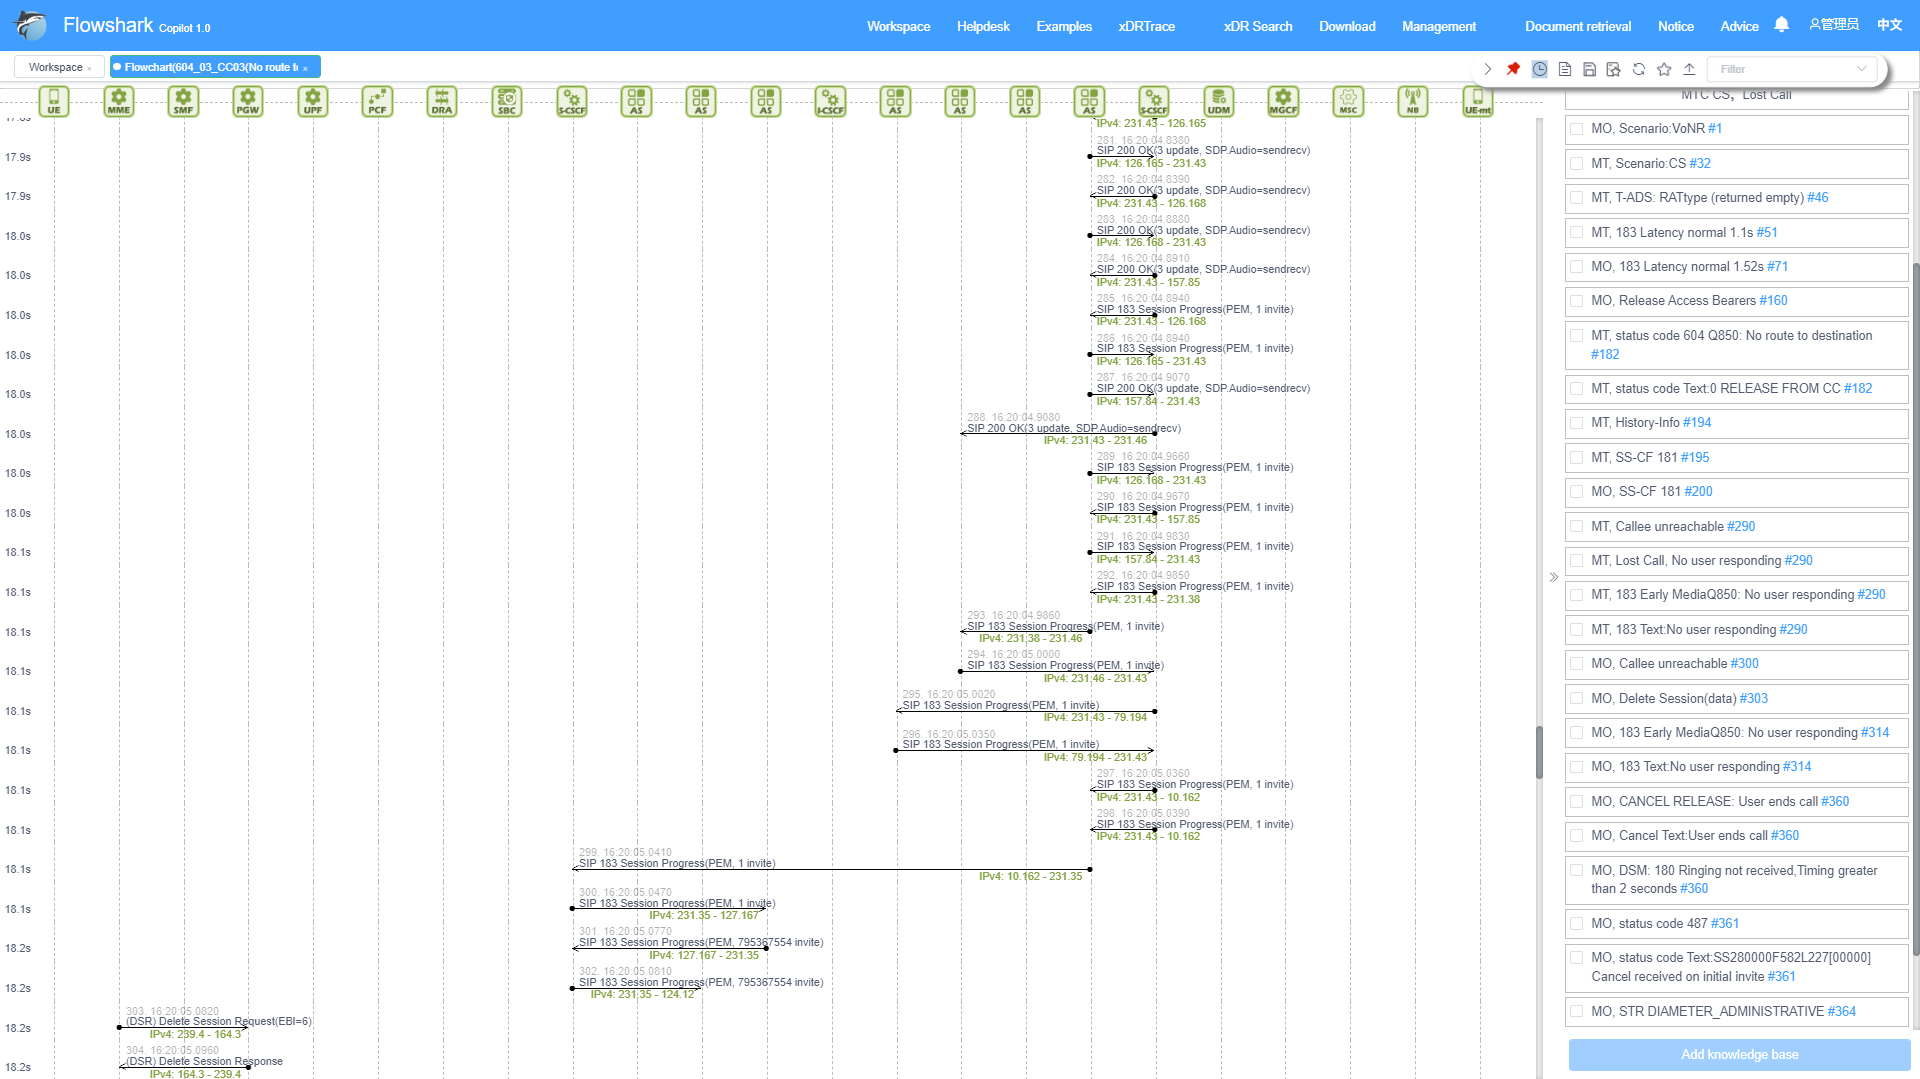 Flowshark Copilot 1.0
Workspace Helpdesk Examples xDRTrace xDR Search Download Management Document retrieval Notice Advice 管理员 中文
Workspace ×
Flowchart(604_03_CC03(No route t ×
Filter
UE MME SMF PGW UPF PCF DRA SBC S-CSCF AS AS AS I-CSCF AS AS AS AS S-CSCF UDM MGCF MSC NB UE-mt
IPv4: 231.43 - 126.165
281. 16:20:04.8380
17.9s
SIP 200 OK(3 update, SDP.Audio=sendrecv)
IPv4: 126.165 - 231.43
282. 16:20:04.8390
17.9s
SIP 200 OK(3 update, SDP.Audio=sendrecv)
IPv4: 231.43 - 126.168
283. 16:20:04.8880
18.0s
SIP 200 OK(3 update, SDP.Audio=sendrecv)
IPv4: 126.168 - 231.43
284. 16:20:04.8910
18.0s
SIP 200 OK(3 update, SDP.Audio=sendrecv)
IPv4: 231.43 - 157.85
285. 16:20:04.8940
18.0s
SIP 183 Session Progress(PEM, 1 invite)
IPv4: 231.43 - 126.168
286. 16:20:04.8940
18.0s
SIP 183 Session Progress(PEM, 1 invite)
IPv4: 126.165 - 231.43
287. 16:20:04.9070
18.0s
SIP 200 OK(3 update, SDP.Audio=sendrecv)
IPv4: 157.84 - 231.43
288. 16:20:04.9080
18.0s
SIP 200 OK(3 update, SDP.Audio=sendrecv)
IPv4: 231.43 - 231.46
289. 16:20:04.9660
18.0s
SIP 183 Session Progress(PEM, 1 invite)
IPv4: 126.168 - 231.43
290. 16:20:04.9670
18.0s
SIP 183 Session Progress(PEM, 1 invite)
IPv4: 231.43 - 157.85
291. 16:20:04.9830
18.1s
SIP 183 Session Progress(PEM, 1 invite)
IPv4: 157.84 - 231.43
292. 16:20:04.9850
18.1s
SIP 183 Session Progress(PEM, 1 invite)
IPv4: 231.43 - 231.38
293. 16:20:04.9860
18.1s
SIP 183 Session Progress(PEM, 1 invite)
IPv4: 231.38 - 231.46
294. 16:20:05.0000
18.1s
SIP 183 Session Progress(PEM, 1 invite)
IPv4: 231.46 - 231.43
295. 16:20:05.0020
18.1s
SIP 183 Session Progress(PEM, 1 invite)
IPv4: 231.43 - 79.194
296. 16:20:05.0350
18.1s
SIP 183 Session Progress(PEM, 1 invite)
IPv4: 79.194 - 231.43
297. 16:20:05.0360
18.1s
SIP 183 Session Progress(PEM, 1 invite)
IPv4: 231.43 - 10.162
298. 16:20:05.0390
18.1s
SIP 183 Session Progress(PEM, 1 invite)
IPv4: 231.43 - 10.162
299. 16:20:05.0410
18.1s
SIP 183 Session Progress(PEM, 1 invite)
IPv4: 10.162 - 231.35
300. 16:20:05.0470
18.1s
SIP 183 Session Progress(PEM, 1 invite)
IPv4: 231.35 - 127.167
301. 16:20:05.0770
18.2s
SIP 183 Session Progress(PEM, 795367554 invite)
IPv4: 127.167 - 231.35
302. 16:20:05.0810
18.2s
SIP 183 Session Progress(PEM, 795367554 invite)
IPv4: 231.35 - 124.12
303. 16:20:05.0820
18.2s
(DSR) Delete Session Request(EBI=6)
IPv4: 239.4 - 164.3
304. 16:20:05.0960
18.2s
(DSR) Delete Session Response
IPv4: 164.3 - 239.4
MTC CS, Lost Call
MO, Scenario:VoNR #1
MT, Scenario:CS #32
MT, T-ADS: RATtype (returned empty) #46
MT, 183 Latency normal 1.1s #51
MO, 183 Latency normal 1.52s #71
MO, Release Access Bearers #160
MT, status code 604 Q850: No route to destination
#182
MT, status code Text:0 RELEASE FROM CC #182
MT, History-Info #194
MT, SS-CF 181 #195
MO, SS-CF 181 #200
MT, Callee unreachable #290
MT, Lost Call, No user responding #290
MT, 183 Early MediaQ850: No user responding #290
MT, 183 Text:No user responding #290
MO, Callee unreachable #300
MO, Delete Session(data) #303
MO, 183 Early MediaQ850: No user responding #314
MO, 183 Text:No user responding #314
MO, CANCEL RELEASE: User ends call #360
MO, Cancel Text:User ends call #360
MO, DSM: 180 Ringing not received,Timing greater
than 2 seconds #360
MO, status code 487 #361
MO, status code Text:SS280000F582L227[00000]
Cancel received on initial invite #361
MO, STR DIAMETER_ADMINISTRATIVE #364
Add knowledge base